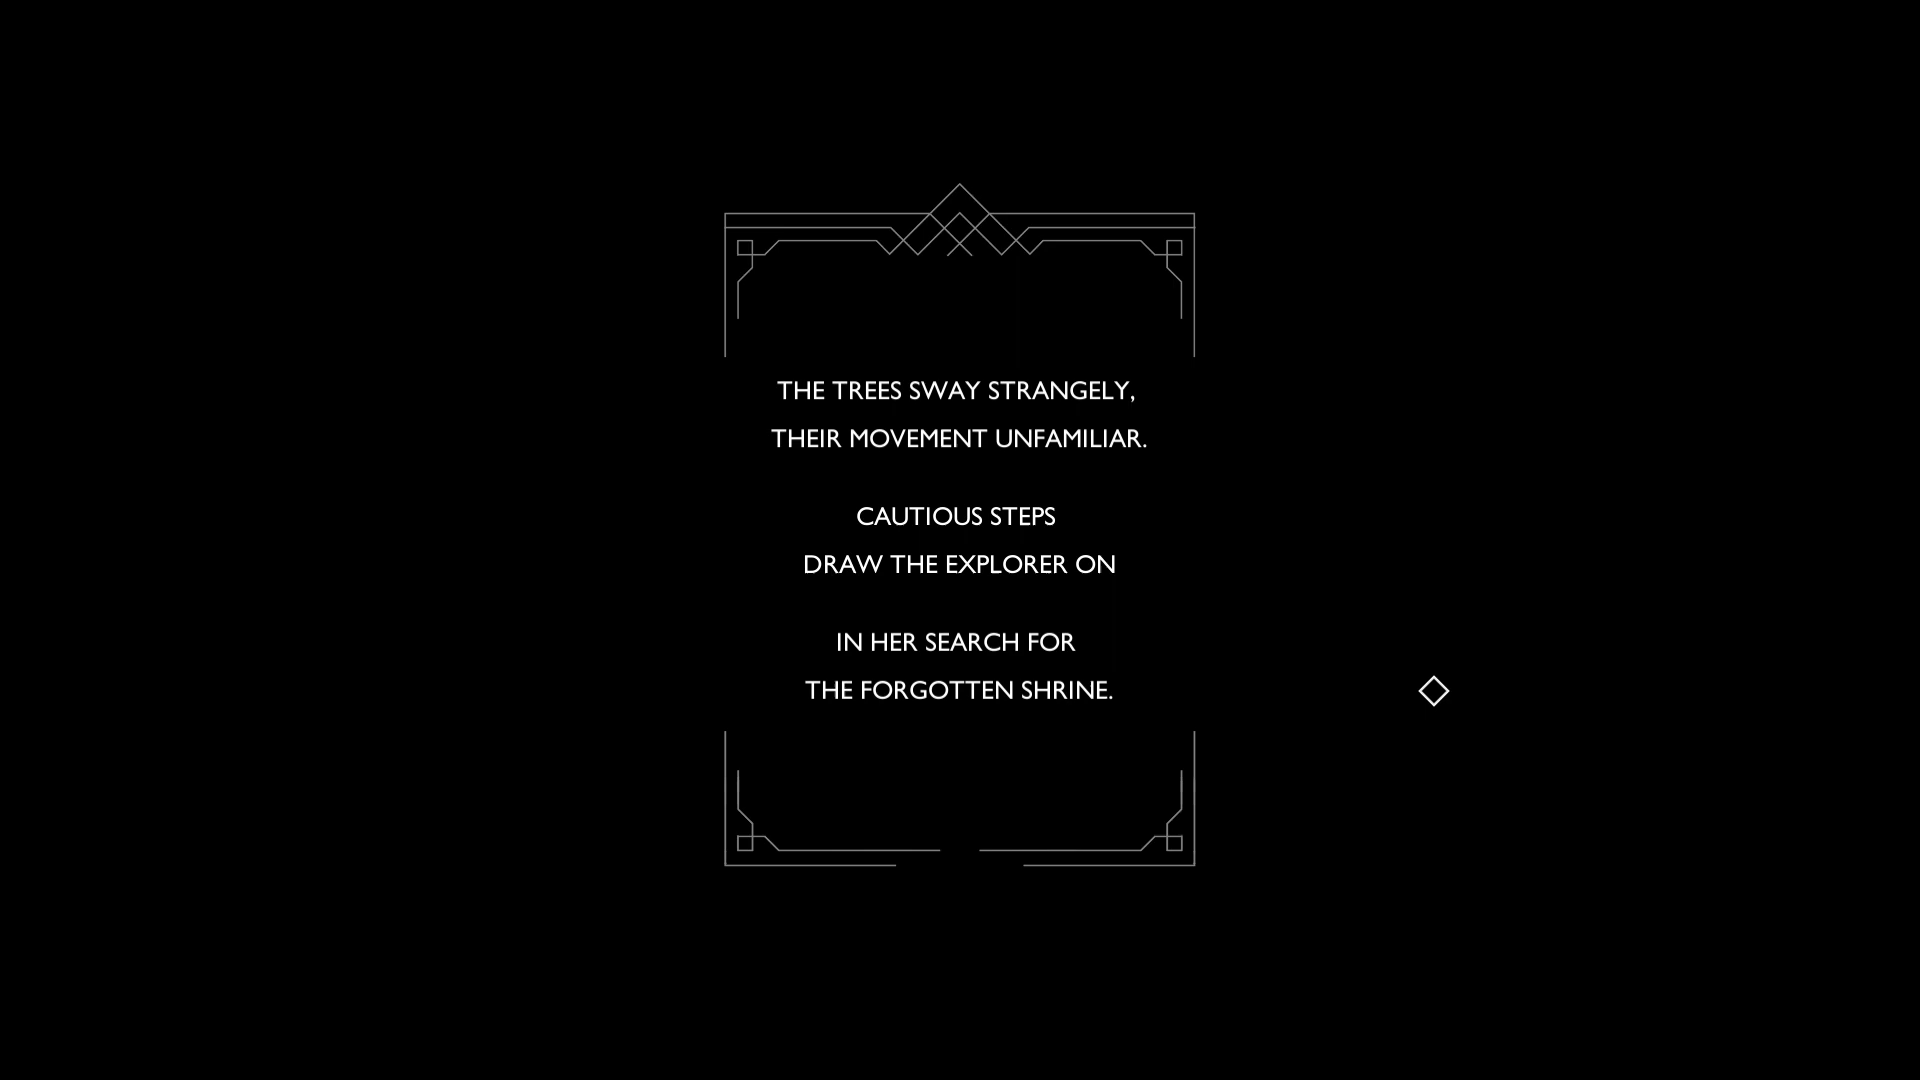 THE TREES SWAY STRANGELY,
THEIR MOVEMENT UNFAMILIAR.
CAUTIOUS STEPS
DRAW THE EXPLORER ON
IN HER SEARCH FOR
THE FORGOTTEN SHRINE.